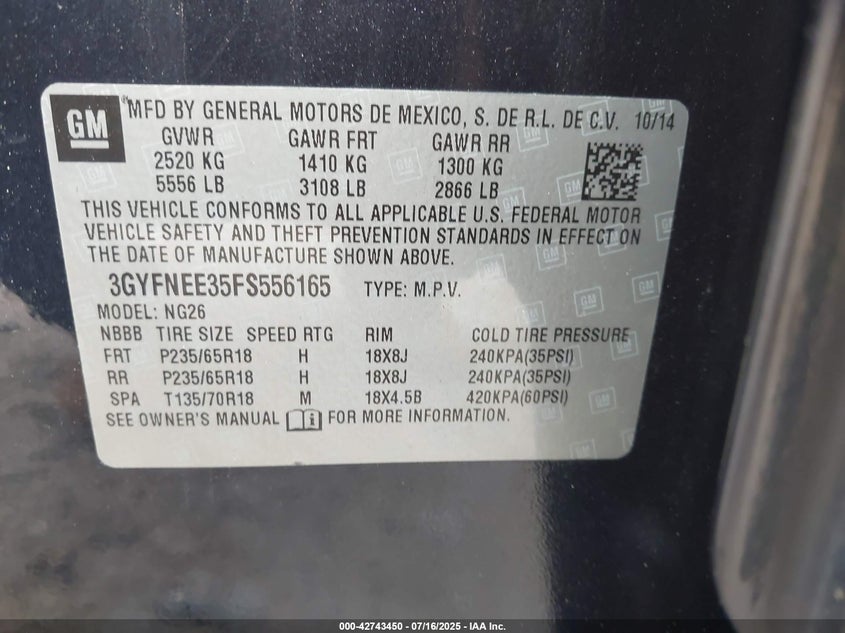 GM
®MFD BY GENERAL MOTORS DE MEXICO, S. DE R.L. DE C.V. 10/14
GVWR GAWR FRT GAWR RR
2520 KG 1410 KG 1300 KG
5556 LB 3108 LB 2866 LB
THIS VEHICLE CONFORMS TO ALL APPLICABLE U.S. FEDERAL MOTOR
VEHICLE SAFETY AND THEFT PREVENTION STANDARDS IN EFFECT ON
THE DATE OF MANUFACTURE SHOWN ABOVE.
3GYFNEE35FS556165 TYPE: M.P.V.
MODEL: NG26
NBBB TIRE SIZE SPEED RTG RIM COLD TIRE PRESSURE
FRT P235/65R18 H 18X8J 240KPA(35PSI)
RR P235/65R18 H 18X8J 240KPA(35PSI)
SPA T135/70R18 M 18X4.5B 420KPA(60PSI)
SEE OWNER'S MANUAL i FOR MORE INFORMATION.
000-42743450 - 07/16/2025 - IAA Inc.